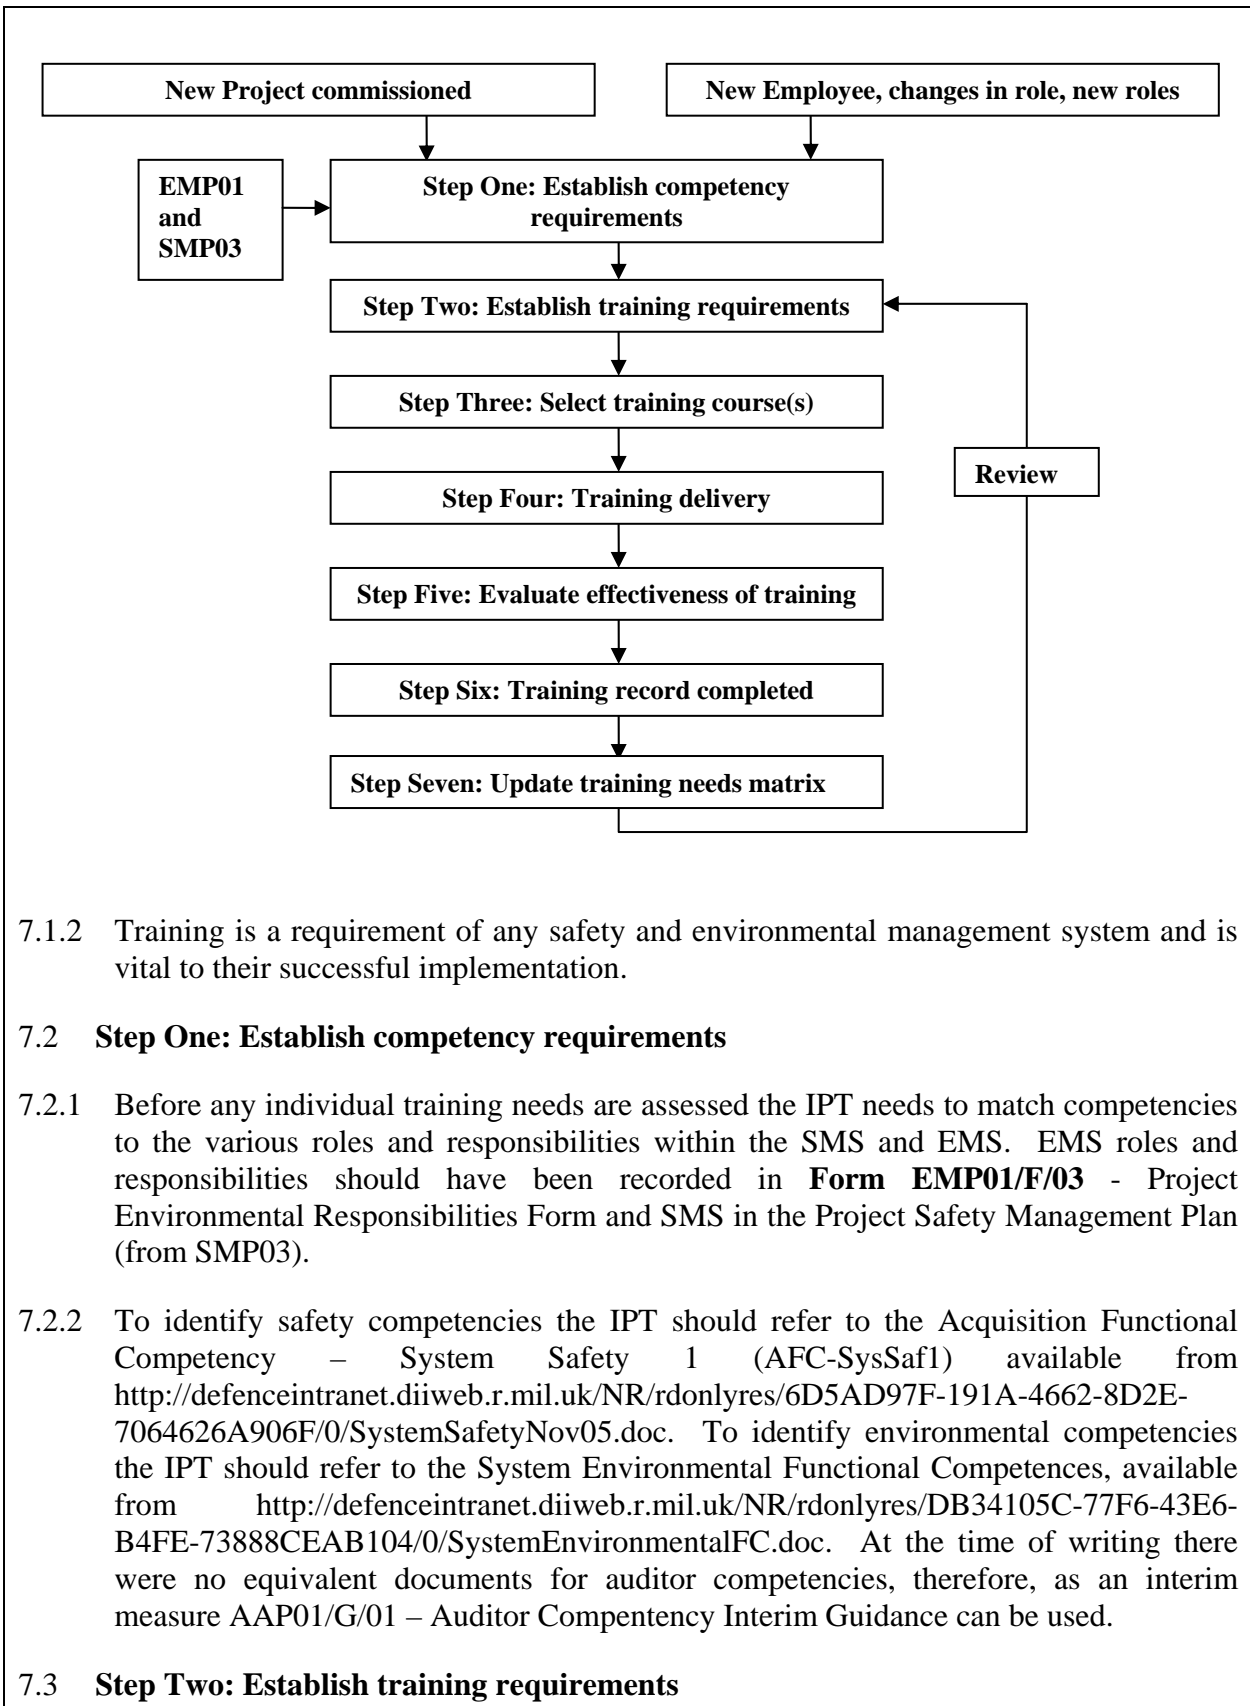 New Project commissioned
New Employee, changes in role, new roles
EMP01
and
SMP03
Step One: Establish competency
requirements
Step Two: Establish training requirements
Step Three: Select training course(s)
Review
Step Four: Training delivery
Step Five: Evaluate effectiveness of training
Step Six: Training record completed
Step Seven: Update training needs matrix
7.1.2 Training is a requirement of any safety and environmental management system and is
vital to their successful implementation.
7.2 Step One: Establish competency requirements
7.2.1 Before any individual training needs are assessed the IPT needs to match competencies
to the various roles and responsibilities within the SMS and EMS. EMS roles and
responsibilities should have been recorded in Form EMP01/F/03 - Project
Environmental Responsibilities Form and SMS in the Project Safety Management Plan
(from SMP03).
7.2.2 To identify safety competencies the IPT should refer to the Acquisition Functional
Competency – System Safety 1 (AFC-SysSaf1) available from
http://defenceintranet.diiweb.r.mil.uk/NR/rdonlyres/6D5AD97F-191A-4662-8D2E-
7064626A906F/0/SystemSafetyNov05.doc. To identify environmental competencies
the IPT should refer to the System Environmental Functional Competences, available
from http://defenceintranet.diiweb.r.mil.uk/NR/rdonlyres/DB34105C-77F6-43E6-
B4FE-73888CEAB104/0/SystemEnvironmentalFC.doc. At the time of writing there
were no equivalent documents for auditor competencies, therefore, as an interim
measure AAP01/G/01 – Auditor Compentency Interim Guidance can be used.
7.3 Step Two: Establish training requirements